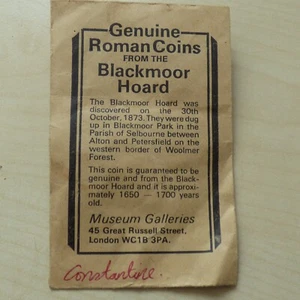 Genuine
Roman Coins
FROM THE
Blackmoor
Hoard
The Blackmoor Hoard was
discovered on the 30th
October, 1873. They were dug
up in Blackmoor Park in the
Parish of Selbourne between
Alton and Petersfield on the
western border of Woolmer
Forest.
This coin is guaranteed to be
genuine and from the Black-
moor Hoard and it is approxi-
mately 1650 — 1700 years
old.
Museum Galleries
45 Great Russell Street,
London WC1B 3PA.
Constantine.